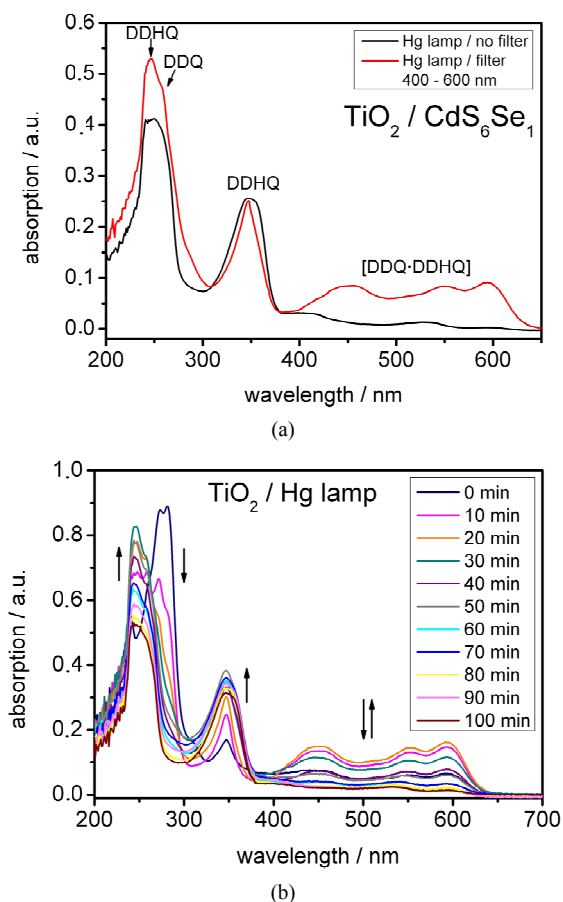 DDHQ
DDQ
Hg lamp / no filter
Hg lamp / filter
400 - 600 nm
TiO₂ / CdS₆Se₁
DDHQ
[DDQ·DDHQ]
absorption / a.u.
0.6
0.5
0.4
0.3
0.2
0.1
0.0
200 300 400 500 600
wavelength / nm
(a)
TiO₂ / Hg lamp
0 min
10 min
20 min
30 min
40 min
50 min
60 min
70 min
80 min
90 min
100 min
absorption / a.u.
1.0
0.8
0.6
0.4
0.2
0.0
200 300 400 500 600 700
wavelength / nm
(b)